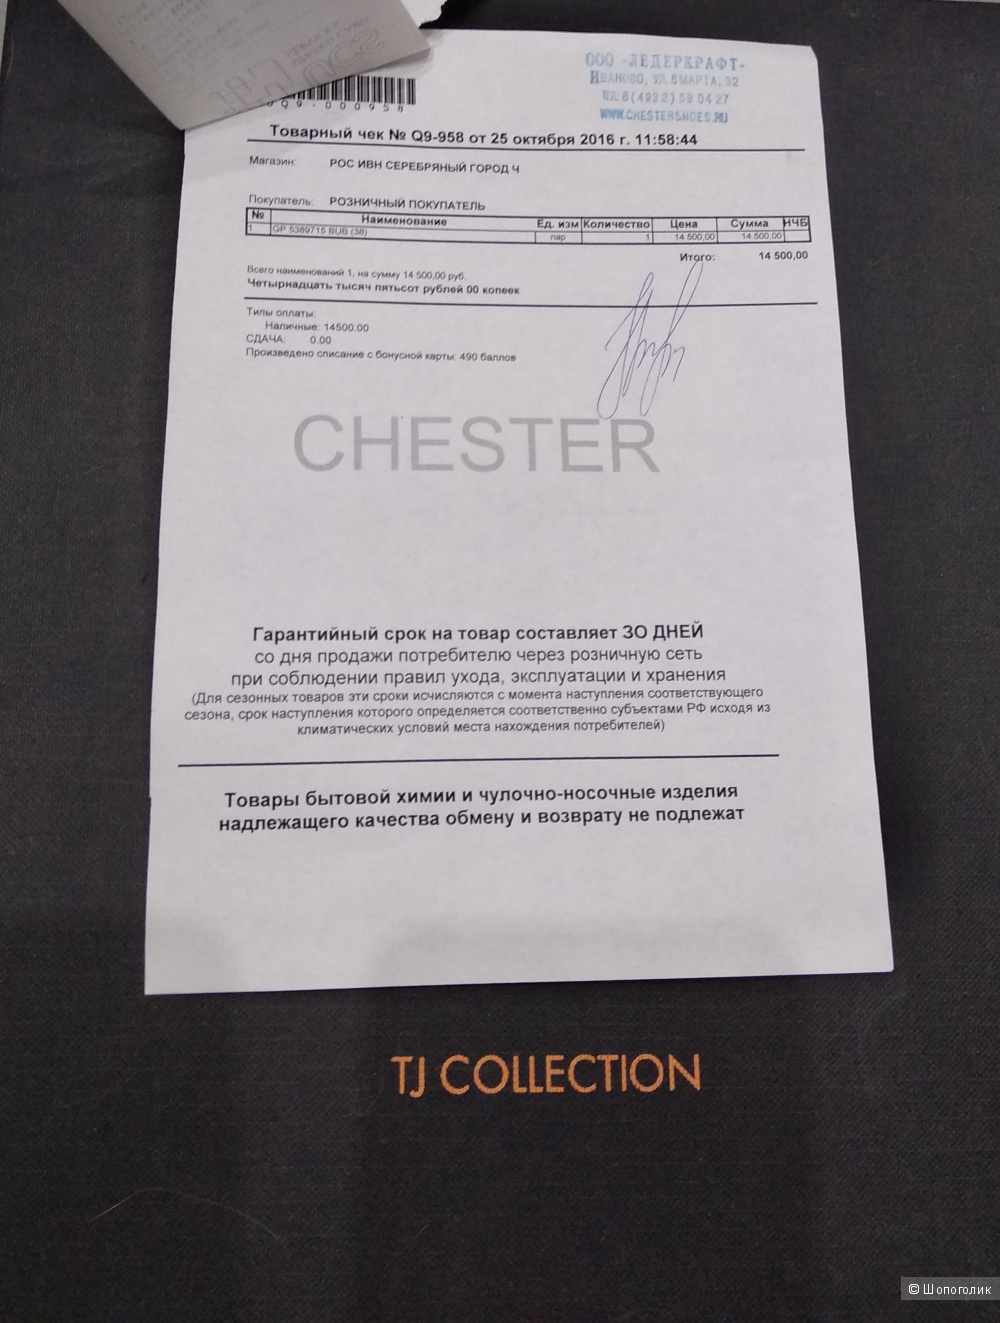 ООО -ЛЕДЕРКРАФТ-
ИВАНОВО, УЛ. 8 МАРТА, 32
ТЕЛ. 8 (4932) 59 04 27
WWW.CHESTERSHOES.RU
Q9-000958
Товарный чек № Q9-958 от 25 октября 2016 г. 11:58:44
Магазин: РОС ИВН СЕРЕБРЯНЫЙ ГОРОД Ч
Покупатель: РОЗНИЧНЫЙ ПОКУПАТЕЛЬ
№ Наименование Ед. изм Количество Цена Сумма НЧБ
1 GP 5389715 BUB (38) пар 1 14 500,00 14 500,00
Итого: 14 500,00
Всего наименований 1, на сумму 14 500,00 руб.
Четырнадцать тысяч пятьсот рублей 00 копеек
Типы оплаты:
Наличные: 14500.00
СДАЧА: 0.00
Произведено списание с бонусной карты: 490 баллов
CHESTER
Гарантийный срок на товар составляет 30 ДНЕЙ
со дня продажи потребителю через розничную сеть
при соблюдении правил ухода, эксплуатации и хранения
(Для сезонных товаров эти сроки исчисляются с момента наступления соответствующего
сезона, срок наступления которого определяется соответственно субъектами РФ исходя из
климатических условий места нахождения потребителей)
Товары бытовой химии и чулочно-носочные изделия
надлежащего качества обмену и возврату не подлежат
TJ COLLECTION
© Шопоголик